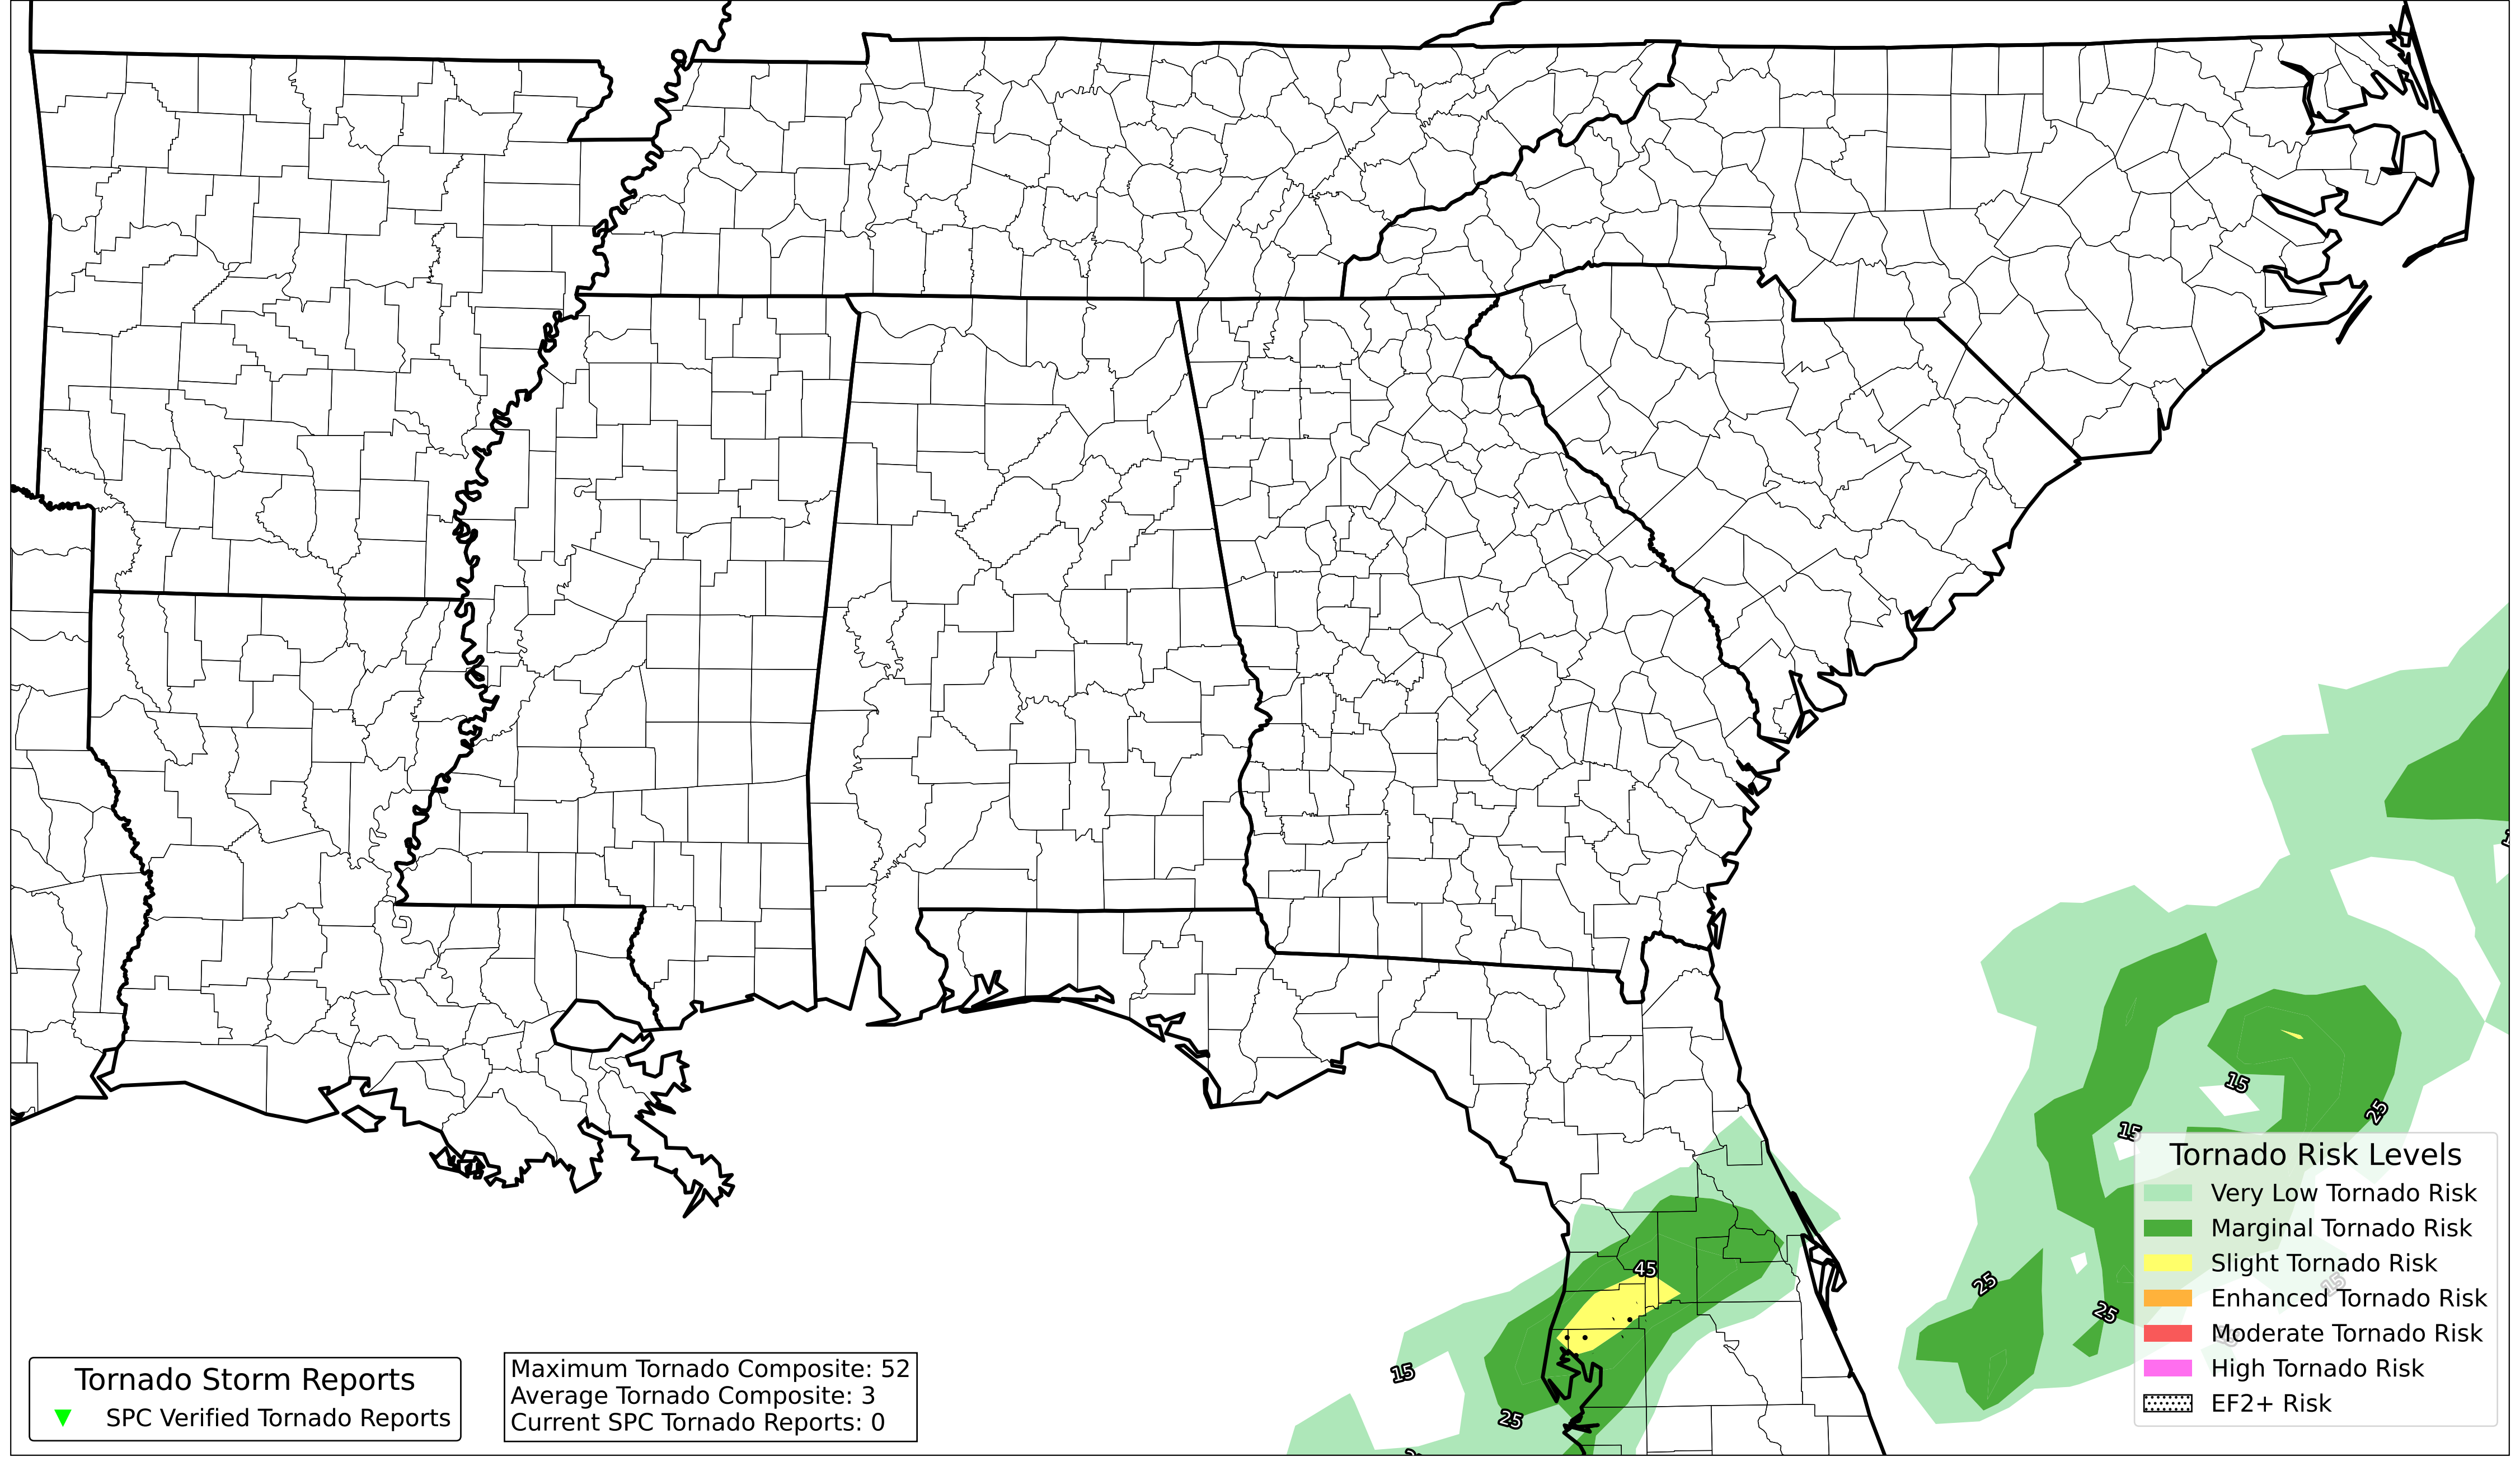 45
15
15
25
25
25
15
15
25
Tornado Risk Levels
Very Low Tornado Risk
Marginal Tornado Risk
Slight Tornado Risk
Enhanced Tornado Risk
Moderate Tornado Risk
High Tornado Risk
EF2+ Risk
Tornado Storm Reports
SPC Verified Tornado Reports
Maximum Tornado Composite: 52
Average Tornado Composite: 3
Current SPC Tornado Reports: 0